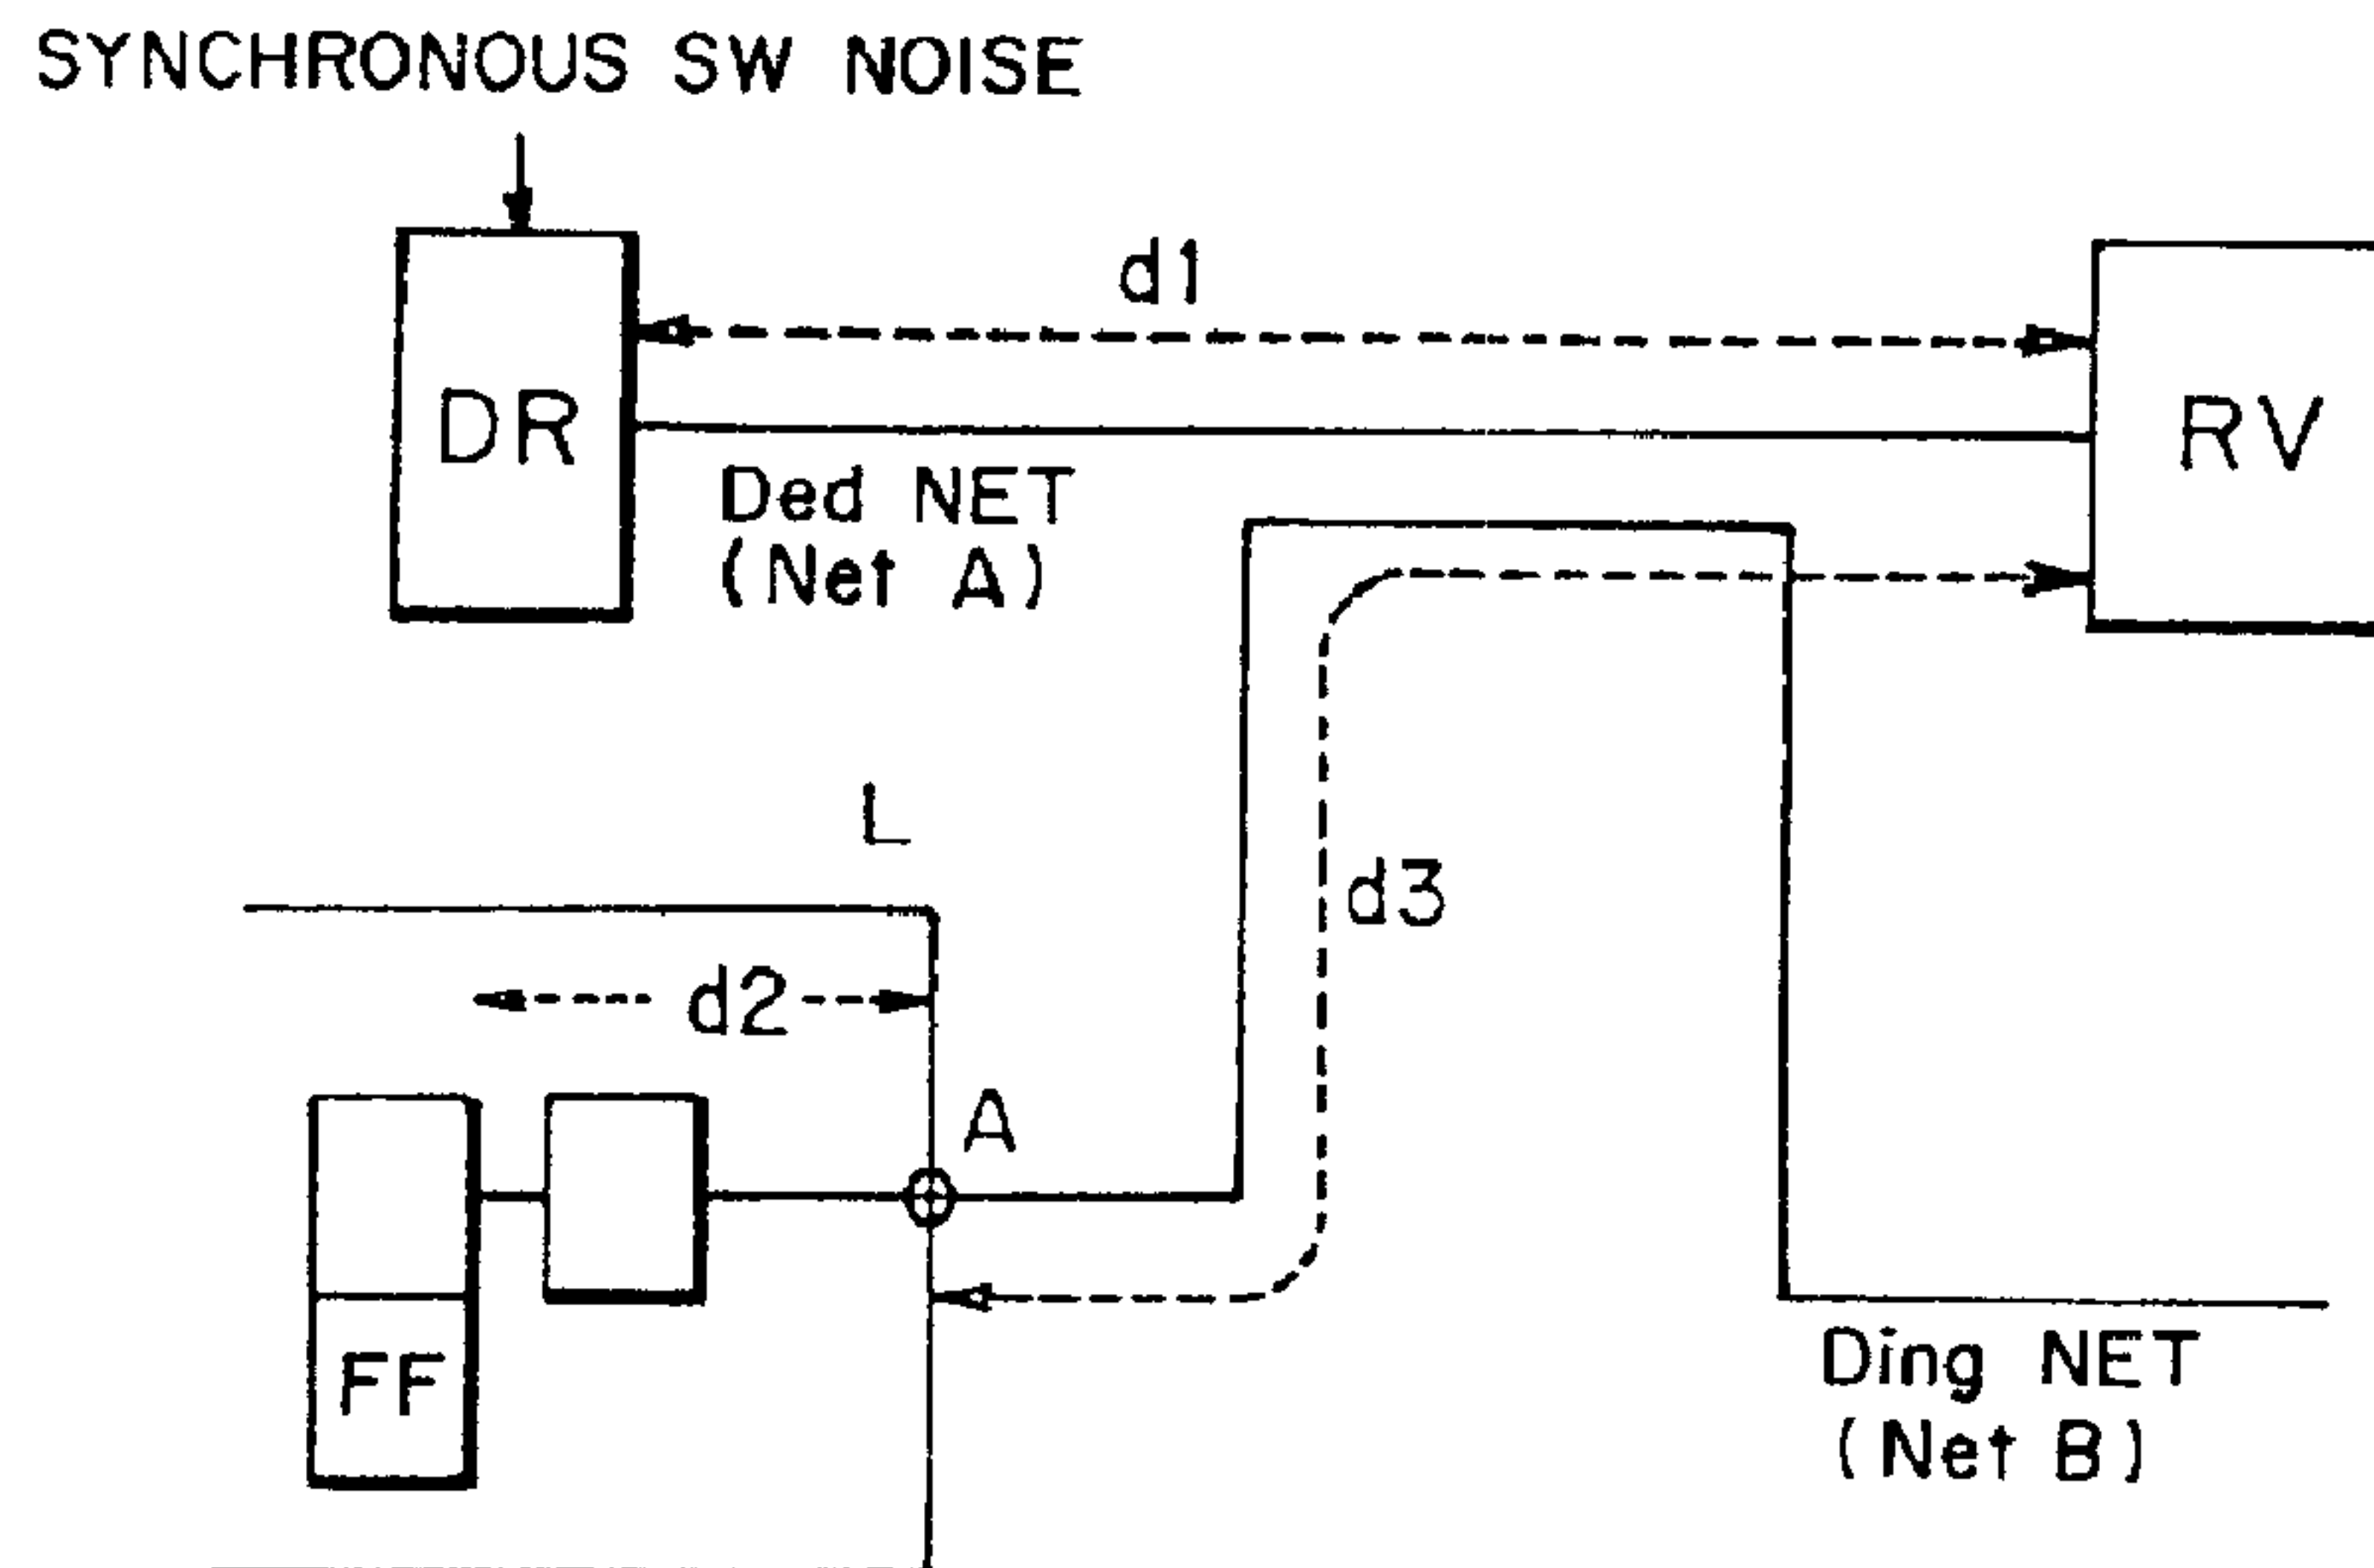 SYNCHRONOUS SW NOISE
d1
DR
RV
Ded NET
(Net A)
L
d3
d2
A
FF
Ding NET
(Net B)